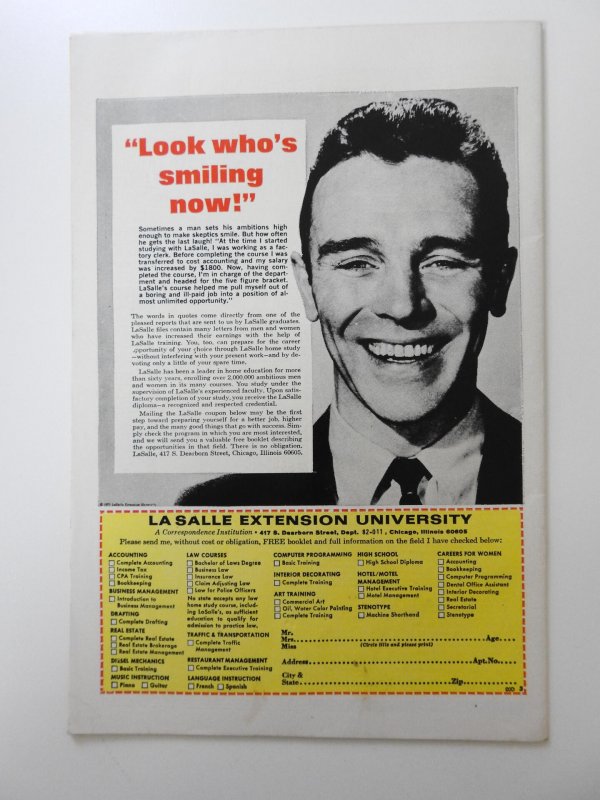 “Look who’s
smiling
now!”
Sometimes a man sets his ambitions high
enough to make skeptics smile. But how often
he gets the last laugh! “At the time I started
studying with LaSalle, I was working as a fac-
tory clerk. Before completing the course I was
transferred to cost accounting and my salary
was increased by $1800. Now, having com-
pleted the course, I’m in charge of the depart-
ment and headed for the five figure bracket.
LaSalle’s course helped me pull myself out of
a boring and ill-paid job into a position of al-
most unlimited opportunity.”
The words in quotes come directly from one of the
pleased reports that are sent to us by LaSalle graduates.
LaSalle files contain many letters from men and women
who have increased their earnings with the help of
LaSalle training. You, too, can prepare for the career
opportunity of your choice through LaSalle home study
—without interfering with your present work—and by de-
voting only a little of your spare time.
LaSalle has been a leader in home education for more
than sixty years, enrolling over 2,000,000 ambitious men
and women in its many courses. You study under the
supervision of LaSalle’s experienced faculty. Upon satis-
factory completion of your study, you receive the LaSalle
diploma—a recognized and respected credential.
Mailing the LaSalle coupon below may be the first
step toward preparing yourself for a better job, higher
pay, and the many good things that go with success. Sim-
ply check the program in which you are most interested,
and we will send you a valuable free booklet describing
the opportunities in that field. There is no obligation.
LaSalle, 417 S. Dearborn Street, Chicago, Illinois 60605.
LaSalle Extension University
LA SALLE EXTENSION UNIVERSITY
A Correspondence Institution • 417 S. Dearborn Street, Dept. 82-011, Chicago, Illinois 60605
Please send me, without cost or obligation, FREE booklet and full information on the field I have checked below:
ACCOUNTING
Complete Accounting
Income Tax
CPA Training
Bookkeeping
BUSINESS MANAGEMENT
Introduction to
Business Management
DRAFTING
Complete Drafting
REAL ESTATE
Complete Real Estate
Real Estate Brokerage
Real Estate Management
DIESEL MECHANICS
Basic Training
MUSIC INSTRUCTION
Piano Guitar
LAW COURSES
Bachelor of Laws Degree
Business Law
Insurance Law
Claim Adjusting Law
Law for Police Officers
No state accepts any law
home study course, includ-
ing LaSalle’s, as sufficient
education to qualify for
admission to practice law.
TRAFFIC & TRANSPORTATION
Complete Traffic
Management
RESTAURANT MANAGEMENT
Complete Executive Training
LANGUAGE INSTRUCTION
French Spanish
COMPUTER PROGRAMMING
Basic Training
INTERIOR DECORATING
Complete Training
ART TRAINING
Commercial Art
Oil, Water Color Painting
Complete Training
HIGH SCHOOL
High School Diploma
HOTEL/MOTEL
MANAGEMENT
Hotel Executive Training
Motel Management
STENOTYPE
Machine Shorthand
CAREERS FOR WOMEN
Accounting
Bookkeeping
Computer Programming
Dental Office Assistant
Interior Decorating
Real Estate
Secretarial
Stenotype
Mr.
Mrs. Age
Miss (Circle title and please print)
Address Apt.No.
City &
State Zip
3